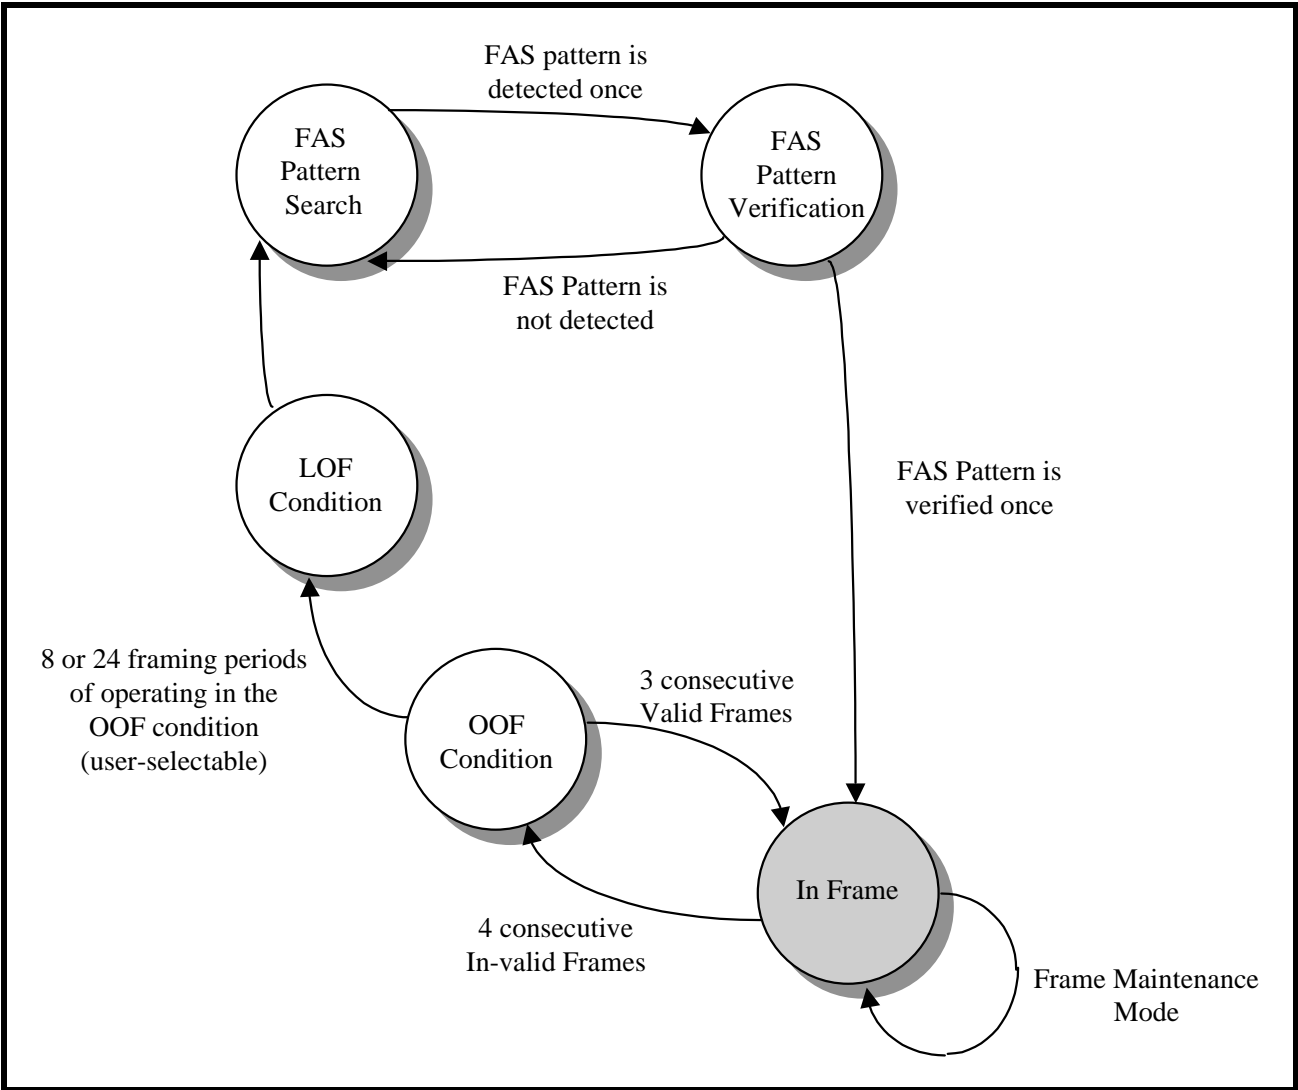 FAS pattern is
detected once
FAS
Pattern
Search
FAS
Pattern
Verification
FAS Pattern is
not detected
LOF
Condition
FAS Pattern is
verified once
8 or 24 framing periods
of operating in the
OOF condition
(user-selectable)
OOF
Condition
3 consecutive
Valid Frames
In Frame
4 consecutive
In-valid Frames
Frame Maintenance
Mode